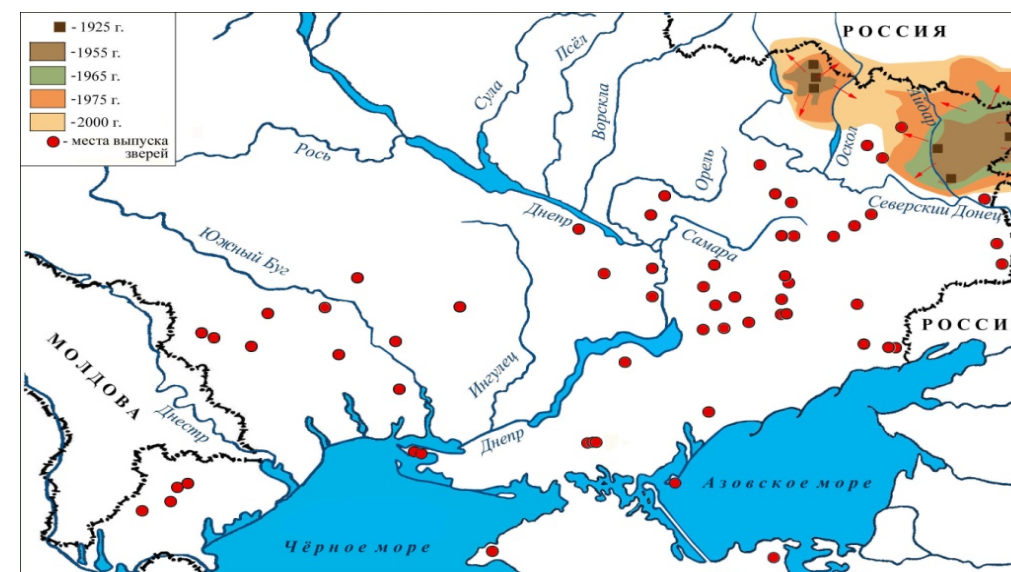 - 1925 г.
-1955 г.
-1965 г.
-1975 г.
-2000 г.
- места выпуска
зверей
РОССИЯ
Сула
Псёл
Ворскла
Айдар
Оскол
Рось
Орель
Днепр
Северский Донец
Самара
Южный Буг
РОССИ
МОЛДОВА
Ингулец
Днестр
Днепр
Азовское море
Чёрное море